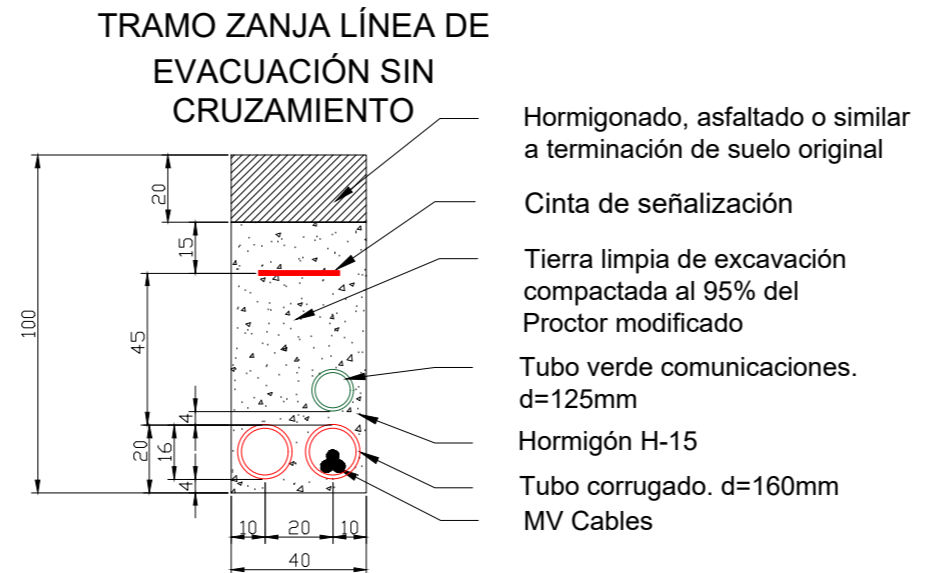 TRAMO ZANJA LÍNEA DE
EVACUACIÓN SIN
CRUZAMIENTO
Hormigonado, asfaltado o similar
a terminación de suelo original
Cinta de señalización
Tierra limpia de excavación
compactada al 95% del
Proctor modificado
Tubo verde comunicaciones.
d=125mm
Hormigón H-15
Tubo corrugado. d=160mm
MV Cables
100
20
15
45
4
20
16
4
10
20
10
40